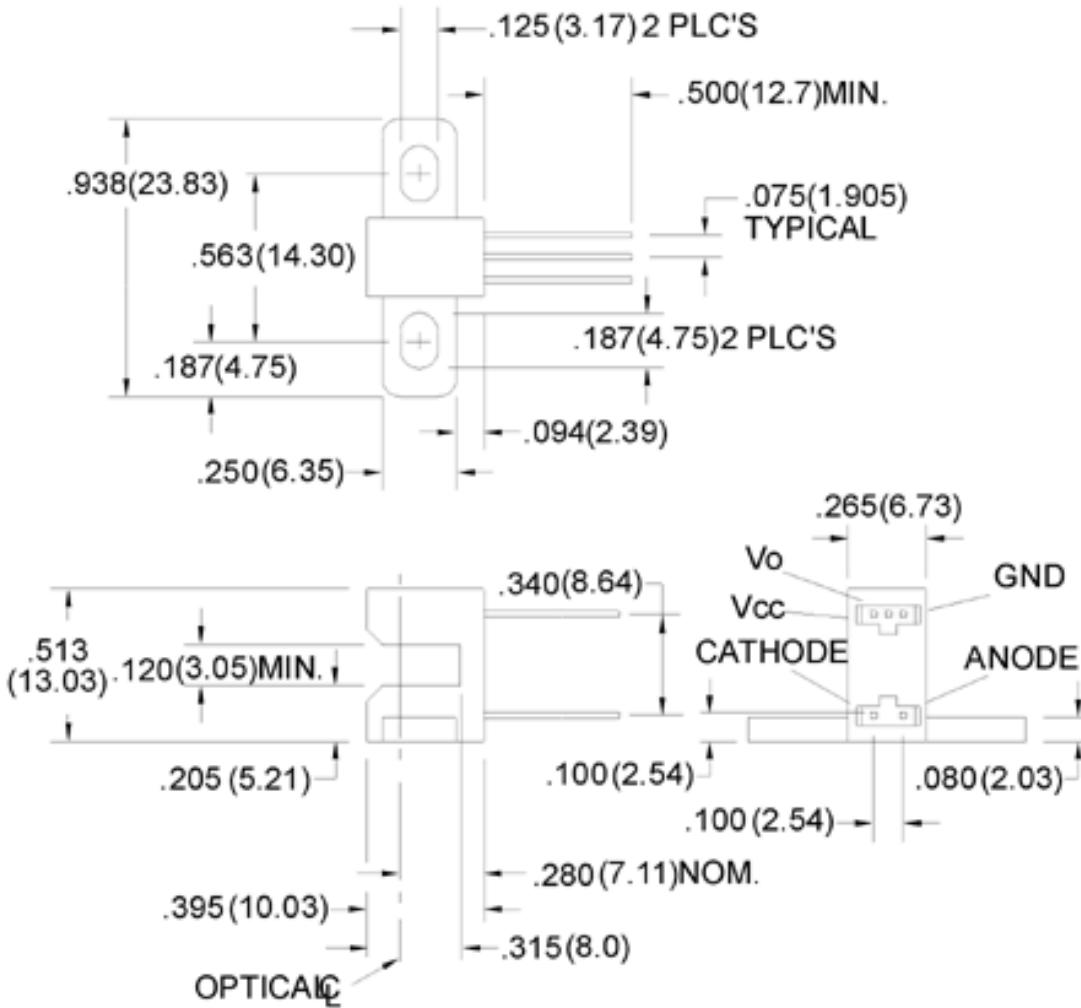 .125(3.17) 2 PLC'S
.500(12.7)MIN.
.938(23.83)
.075(1.905)
TYPICAL
.563(14.30)
.187(4.75)2 PLC'S
.187(4.75)
.094(2.39)
.250(6.35)
.265(6.73)
Vo
.340(8.64)
GND
Vcc
.513
(13.03)
.120(3.05)MIN.
CATHODE
ANODE
.205 (5.21)
.100(2.54)
.080(2.03)
.100(2.54)
.280(7.11)NOM.
.395(10.03)
.315(8.0)
OPTICAL ℄